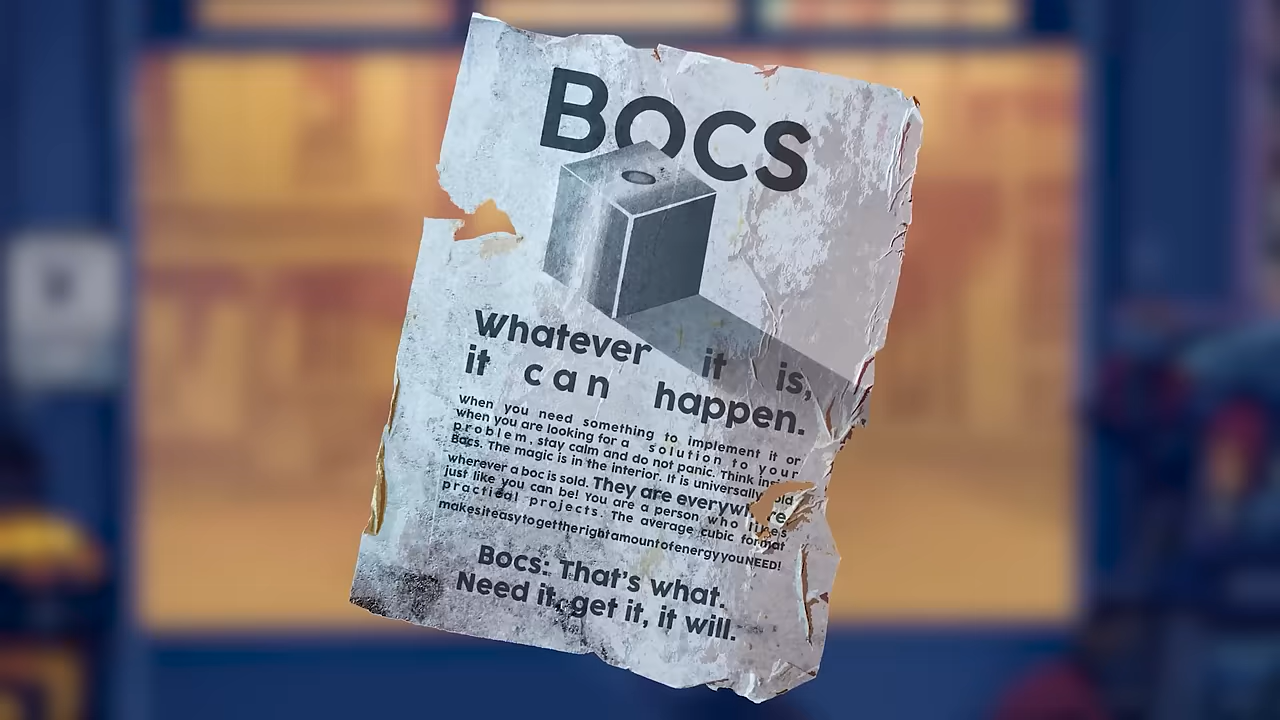 BOCS
whatever it is,
it can happen.
when you need something to implement it or
when you are looking for a solution to your
problem, stay calm and do not panic. Think
Bocs. The magic is in the interior. It is universally
wherever a boc is sold. They are everywhere
just like you can be! You are a person who
practical projects. The average cubic format
makesiteasytogettherightamountofenergyyouNEED!
Bocs: That's what.
Need it, get it, it will.